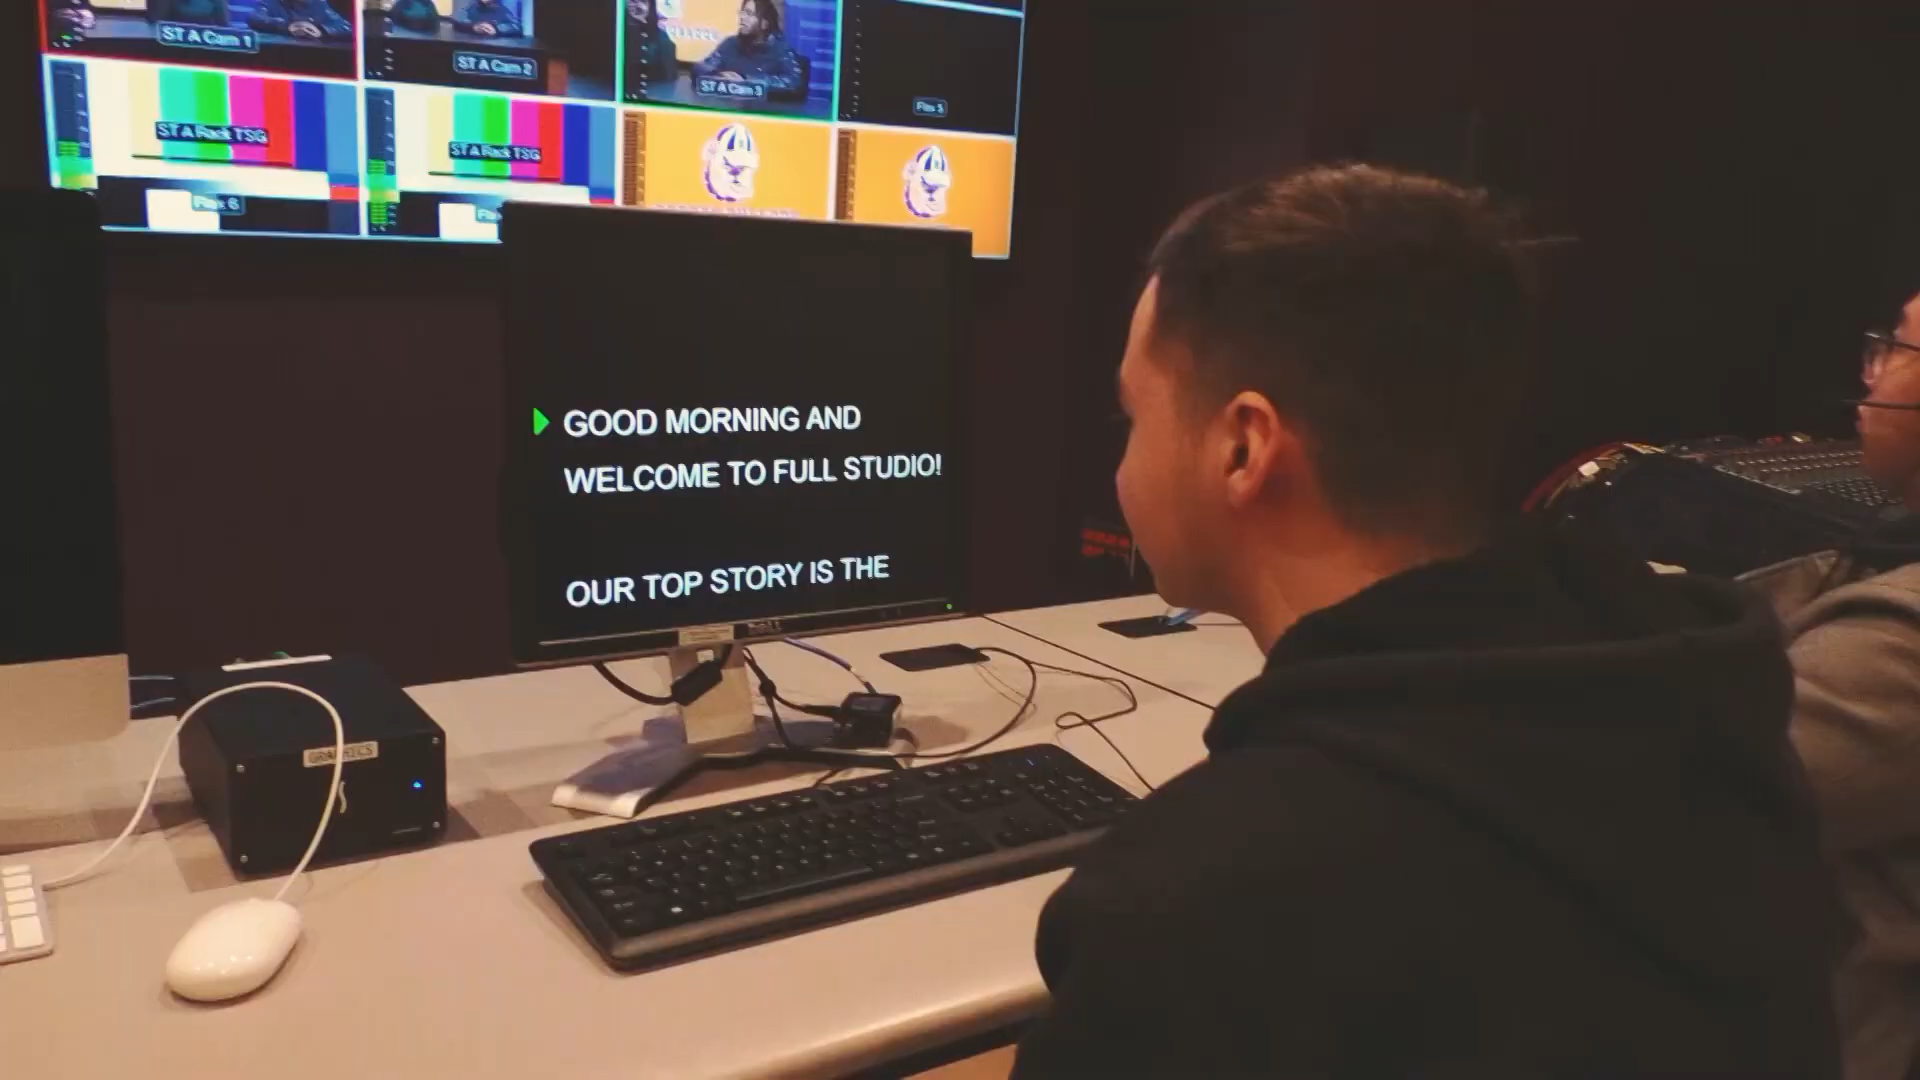 ST A Cam 1
ST A Cam 2
ST A Cam 3
Flex 5
ST A Rack TSG
ST A Rack TSG
Flex 6
GOOD MORNING AND
WELCOME TO FULL STUDIO!
OUR TOP STORY IS THE
DELL
GRAPHICS